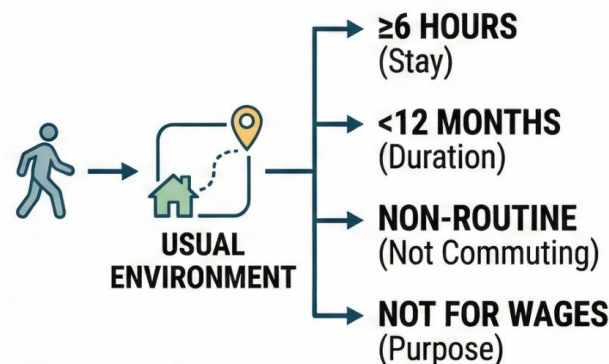 ≥6 HOURS
(Stay)
<12 MONTHS
(Duration)
USUAL
ENVIRONMENT
NON-ROUTINE
(Not Commuting)
NOT FOR WAGES
(Purpose)